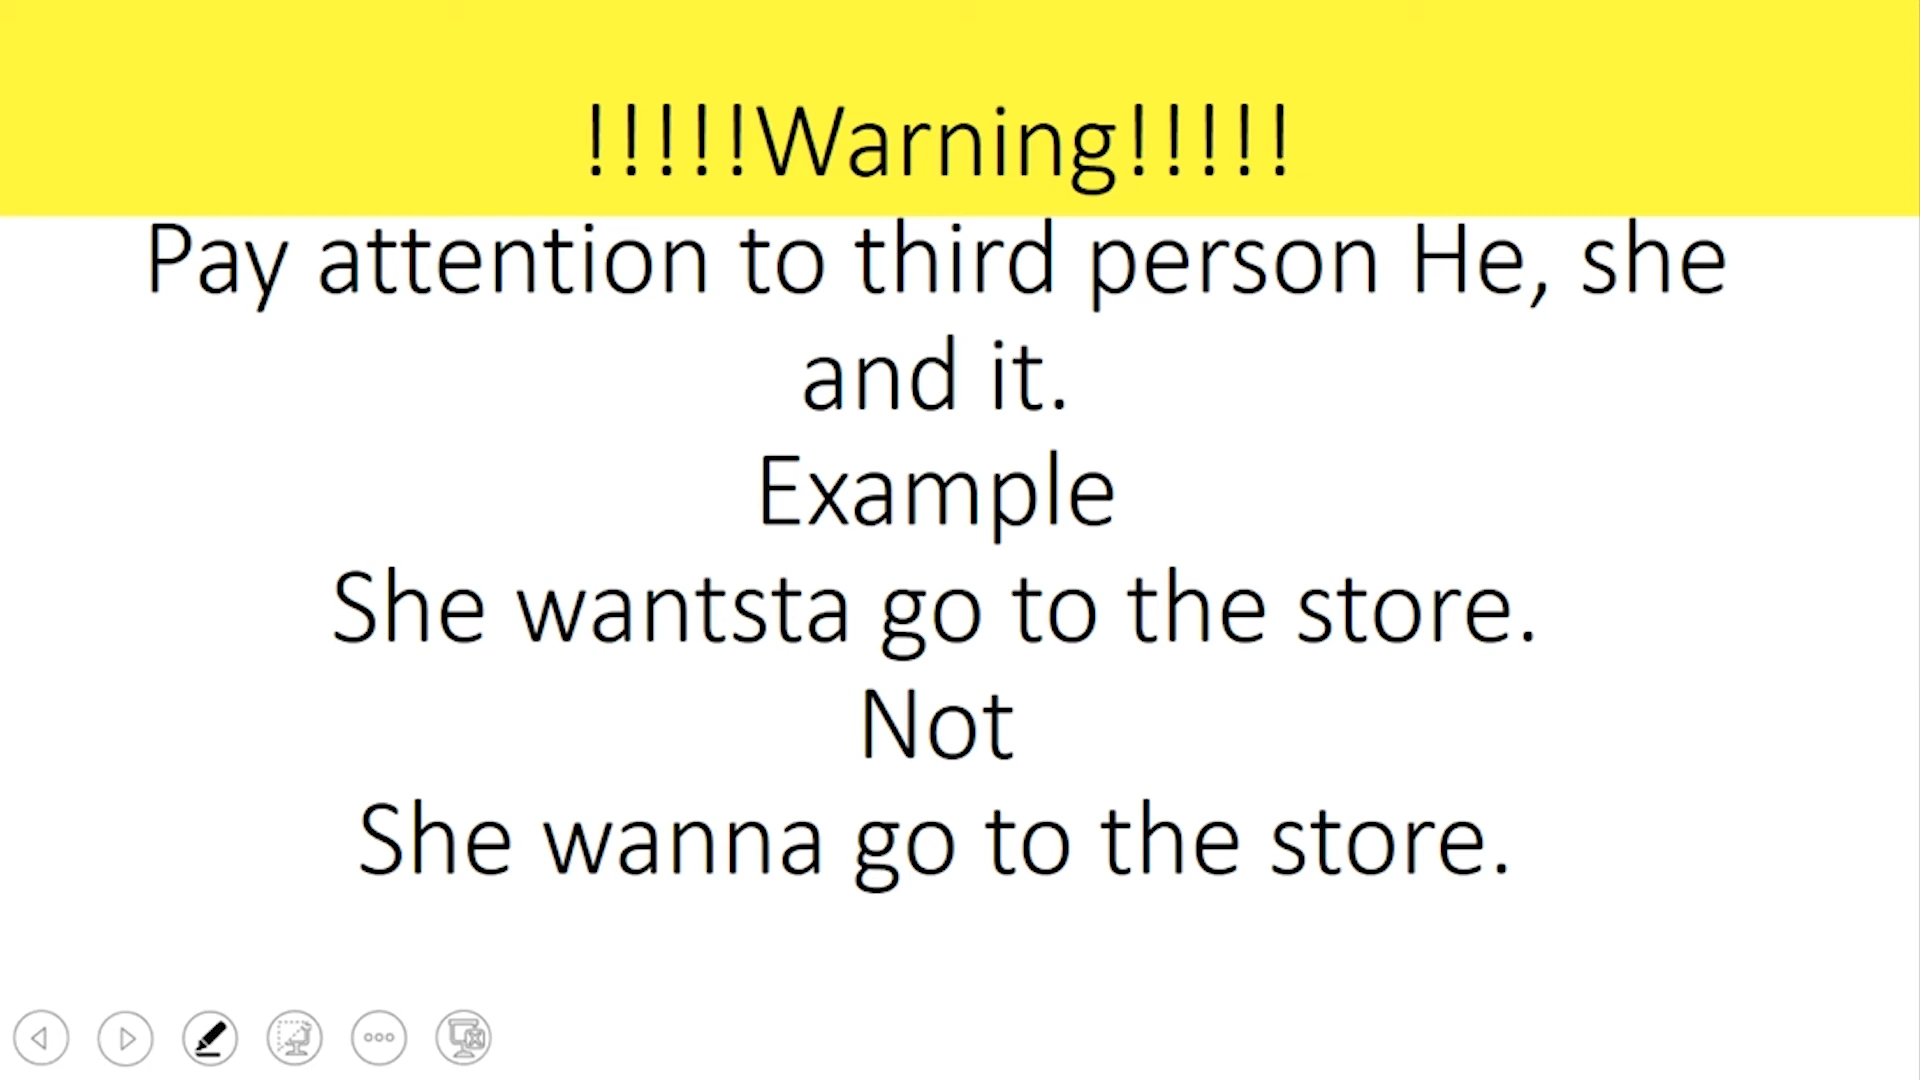 !!!!!Warning!!!!!
Pay attention to third person He, she
and it.
Example
She wantsta go to the store.
Not
She wanna go to the store.